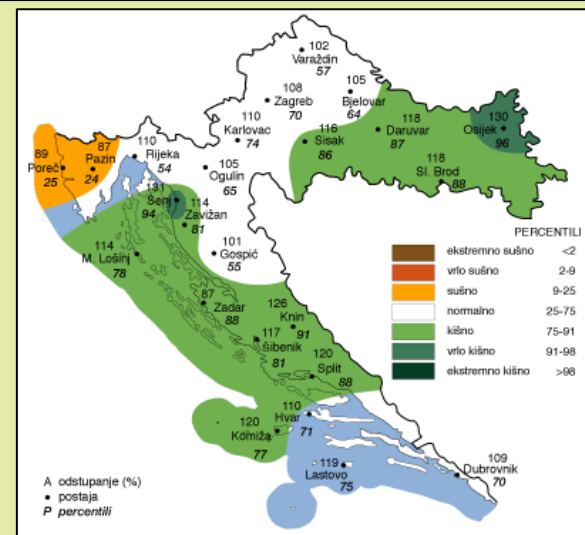 102
Varaždin
57
105
Bjelovar
64
108
Zagreb
70
110
Karlovac
74
116
Sisak
86
118
Daruvar
87
130
Osijek
96
118
Sl. Brod
88
89
Poreč
25
87
Pazin
24
110
Rijeka
54
105
Ogulin
65
131
Senj
94
114
Zavižan
81
101
Gospić
55
114
M. Lošinj
78
87
Zadar
88
126
Knin
91
117
Šibenik
81
120
Split
88
110
Hvar
71
120
Komiža
77
119
Lastovo
75
109
Dubrovnik
70
PERCENTILI
ekstremno sušno <2
vrlo sušno 2-9
sušno 9-25
normalno 25-75
kišno 75-91
vrlo kišno 91-98
ekstremno kišno >98
A odstupanje (%)
postaja
P percentili